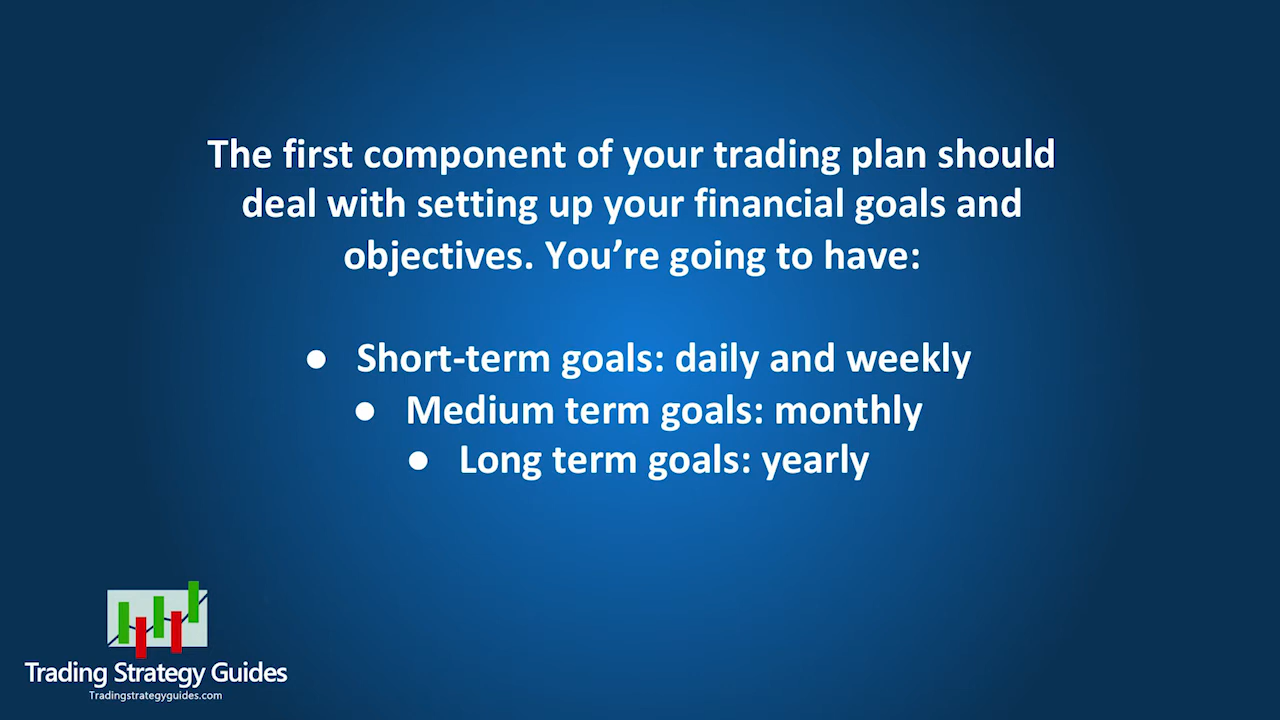 The first component of your trading plan should
deal with setting up your financial goals and
objectives. You’re going to have:
● Short-term goals: daily and weekly
● Medium term goals: monthly
● Long term goals: yearly
Trading Strategy Guides
Tradingstrategyguides.com